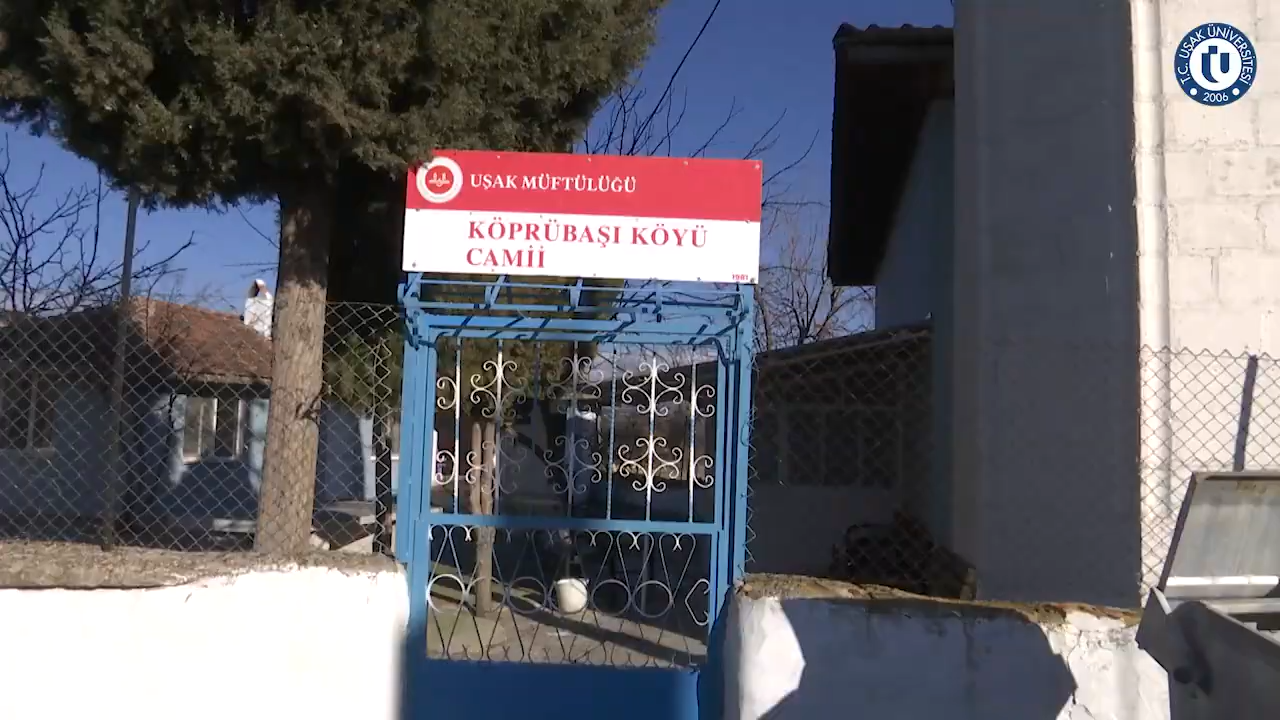 T.C. UŞAK ÜNİVERSİTESİ
2006
UŞAK MÜFTÜLÜĞÜ
KÖPRÜBAŞI KÖYÜ
CAMİİ
1981